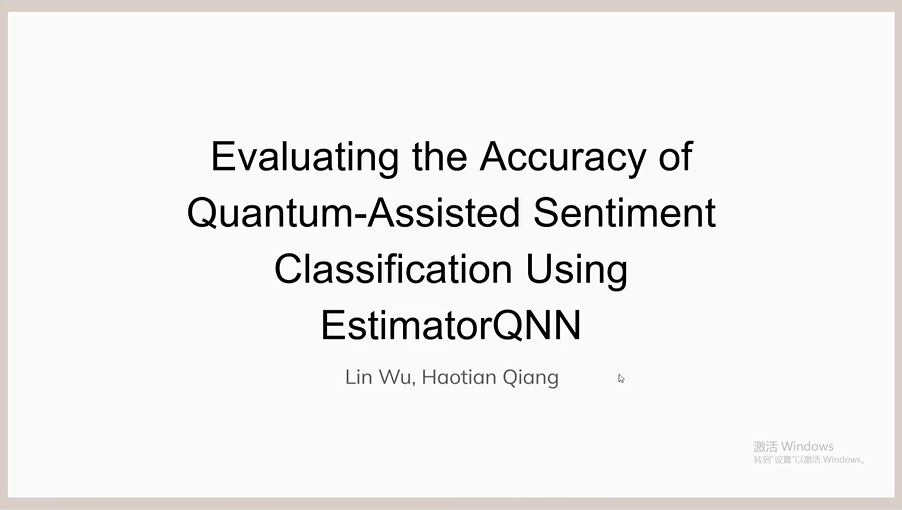 Evaluating the Accuracy of
Quantum-Assisted Sentiment
Classification Using
EstimatorQNN
Lin Wu, Haotian Qiang
激活 Windows
转到"设置"以激活 Windows。